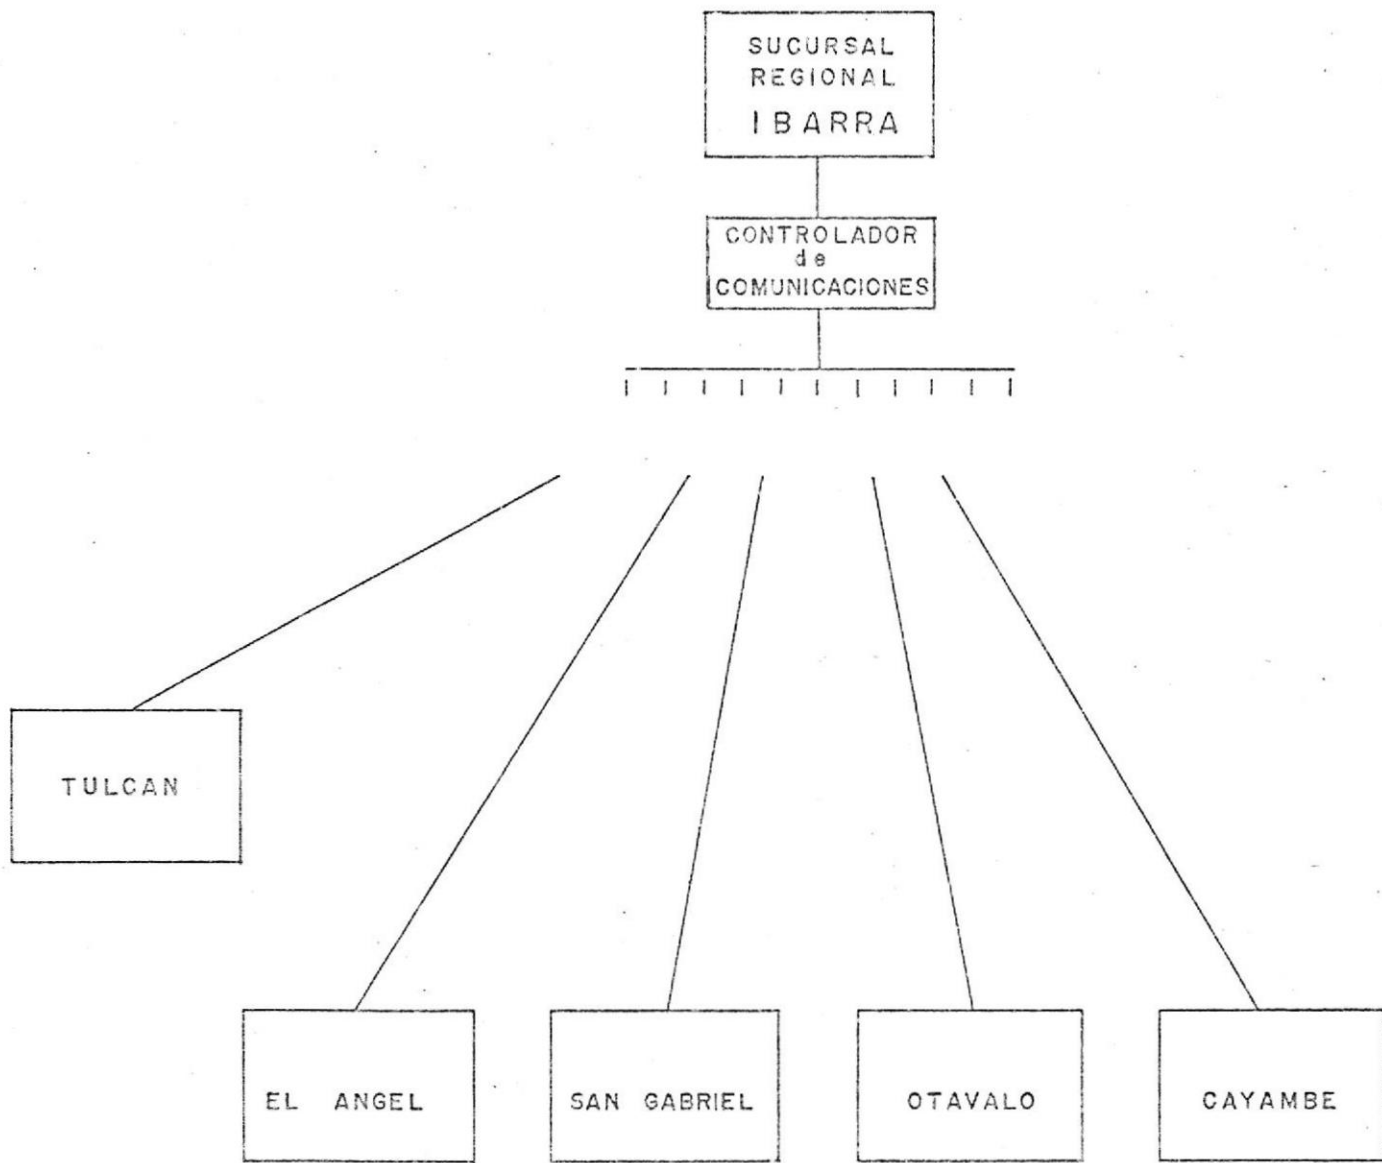 SUCURSAL
REGIONAL
IBARRA
CONTROLADOR
de
COMUNICACIONES
TULCAN
EL ANGEL
SAN GABRIEL
OTAVALO
CAYAMBE